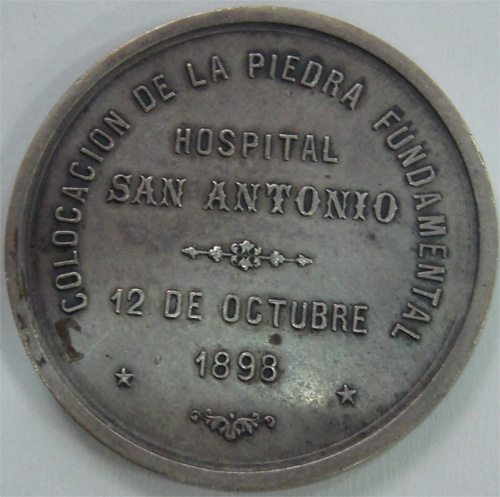 COLOCACION DE LA PIEDRA FUNDAMENTAL
HOSPITAL
SAN ANTONIO
12 DE OCTUBRE
1898